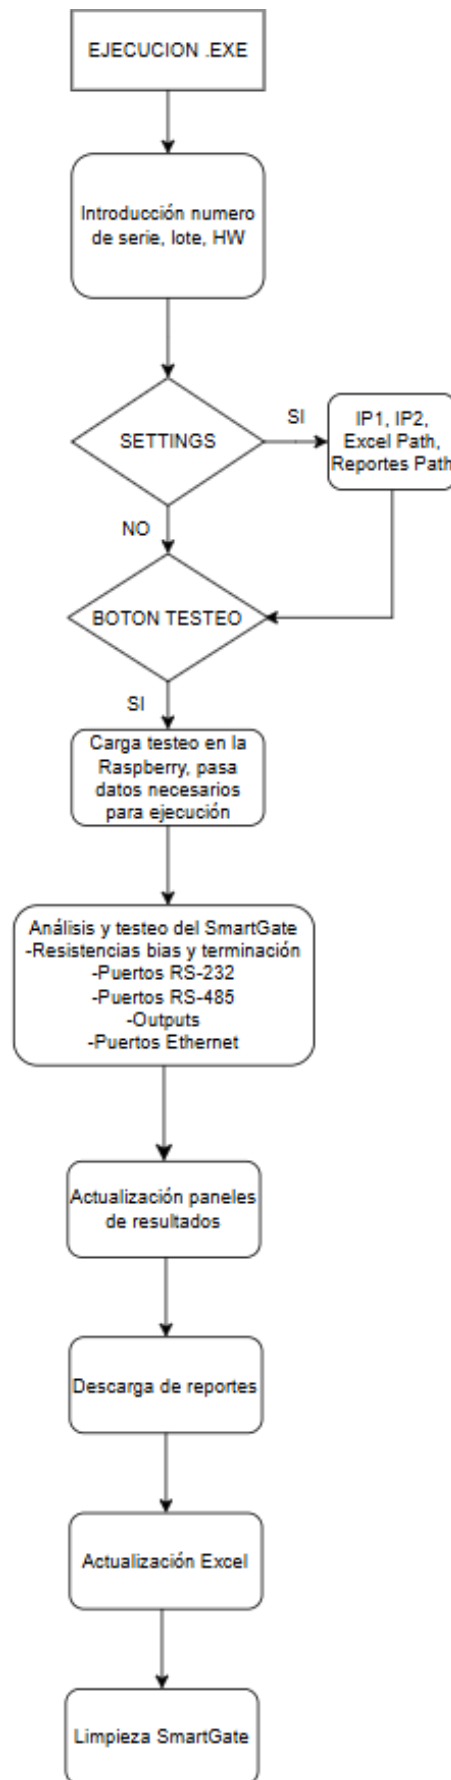 EJECUCION .EXE
Introducción numero
de serie, lote, HW
SETTINGS
SI
IP1, IP2,
Excel Path,
Reportes Path
NO
BOTON TESTEO
SI
Carga testeo en la
Raspberry, pasa
datos necesarios
para ejecución
Análisis y testeo del SmartGate
-Resistencias bias y terminación
-Puertos RS-232
-Puertos RS-485
-Outputs
-Puertos Ethernet
Actualización paneles
de resultados
Descarga de reportes
Actualización Excel
Limpieza SmartGate